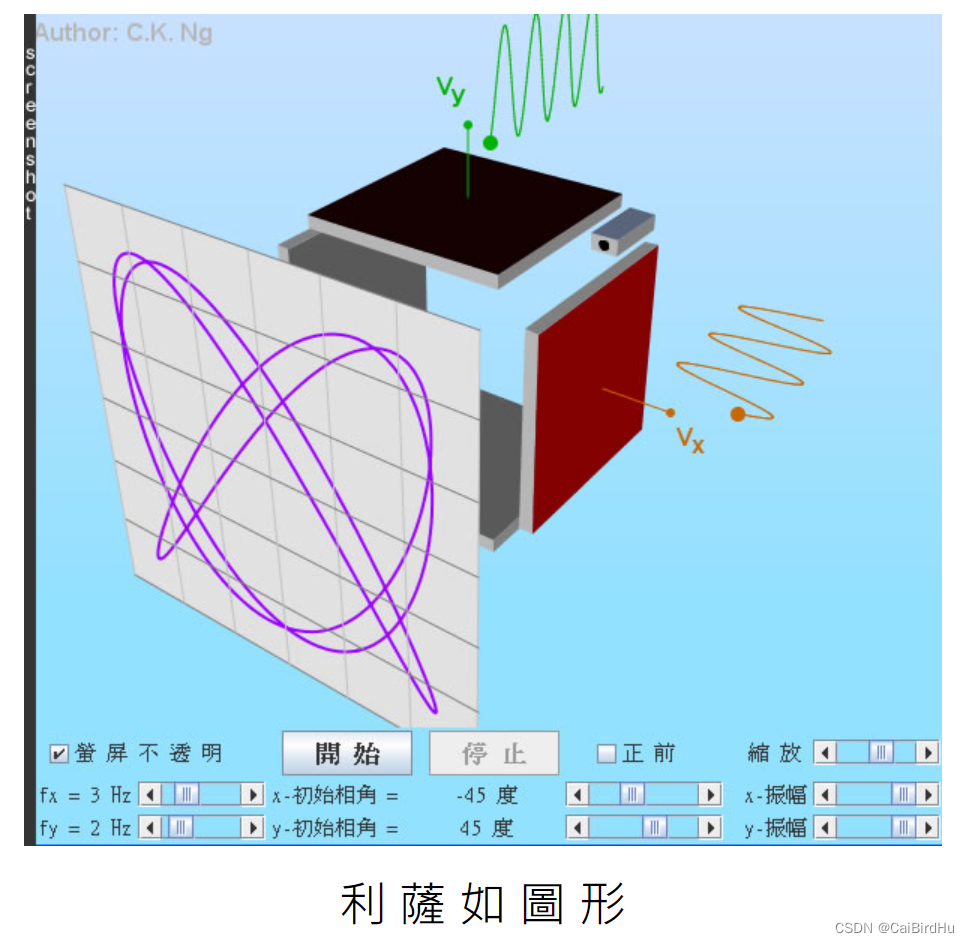 Author: C.K. Ng
screenshot
Vy
Vx
螢屏不透明 開始 停止 正前 縮放
fx = 3 Hz x-初始相角 = -45 度 x-振幅
fy = 2 Hz y-初始相角 = 45 度 y-振幅
利薩如圖形
CSDN @CaiBirdHu